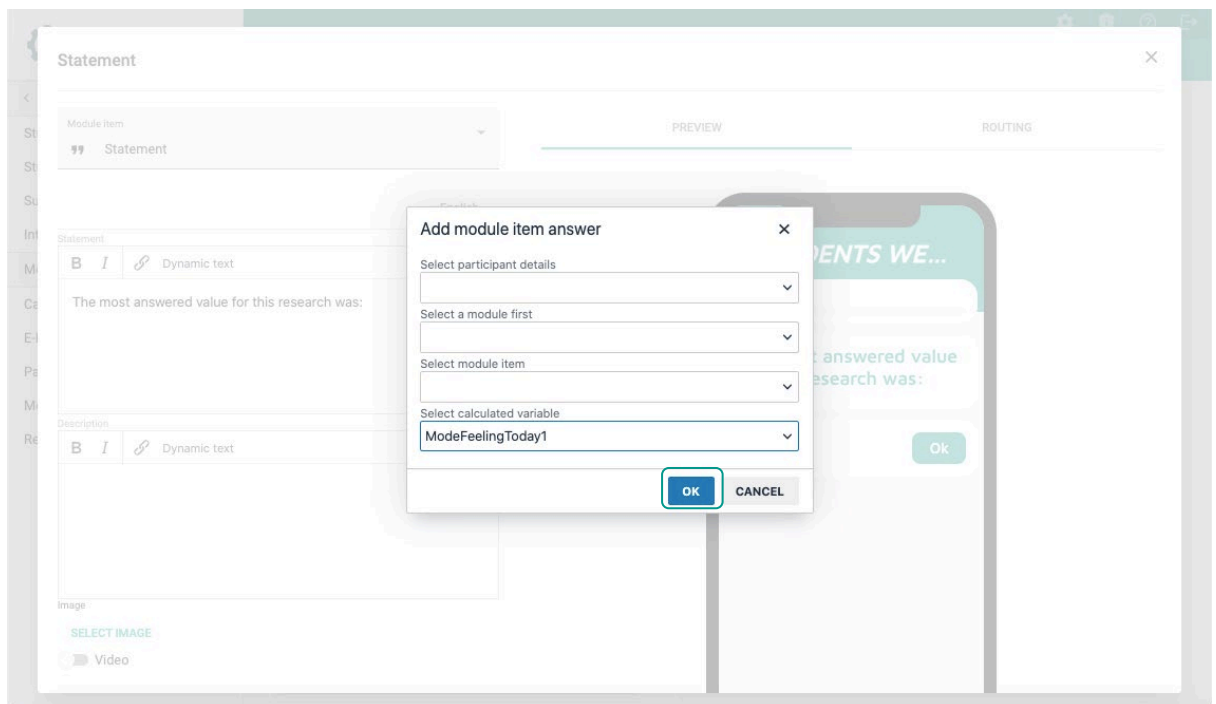 Statement
Module item
Statement
PREVIEW
ROUTING
English
Statement
B I Dynamic text
The most answered value for this research was:
Description
B I Dynamic text
Image
SELECT IMAGE
Video
Add module item answer
Select participant details
Select a module first
Select module item
Select calculated variable
ModeFeelingToday1
OK CANCEL
WE...
answered value
was:
Ok